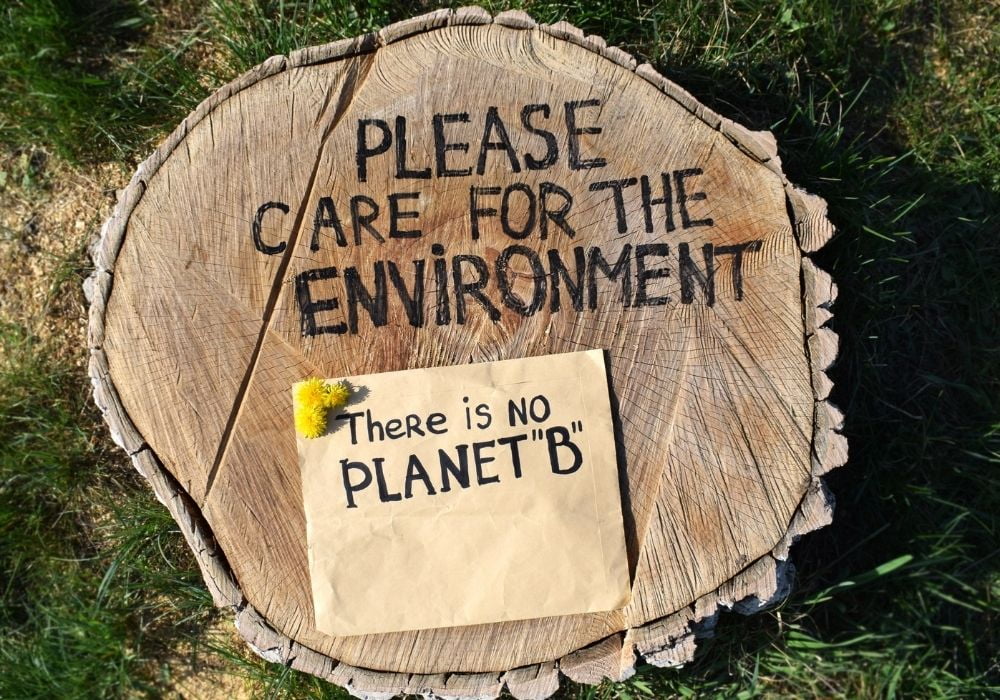 PLEASE
CARE FOR THE
ENViRONMENT
There is NO
PLANET "B"